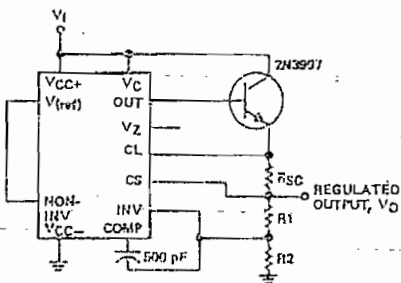 VI
2N3997
VCC+
VC
V(ref)
OUT
VZ
CL
CS
RSC
REGULATED
OUTPUT, VO
R1
NON-
INV
INV
VCC−
COMP
500 pF
R2